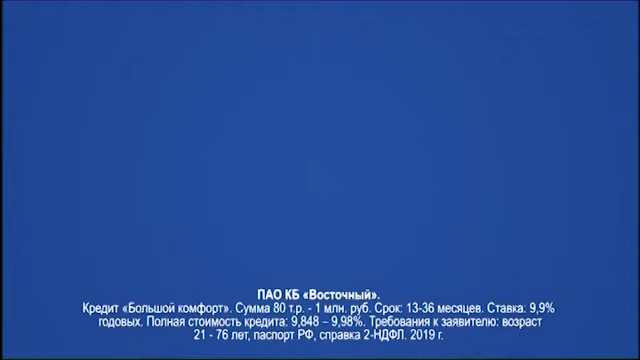 ПАО КБ «Восточный».
Кредит «Большой комфорт». Сумма 80 т.р. - 1 млн. руб. Срок: 13-36 месяцев. Ставка: 9,9%
годовых. Полная стоимость кредита: 9,848 – 9,98%. Требования к заявителю: возраст
21 - 76 лет, паспорт РФ, справка 2-НДФЛ. 2019 г.